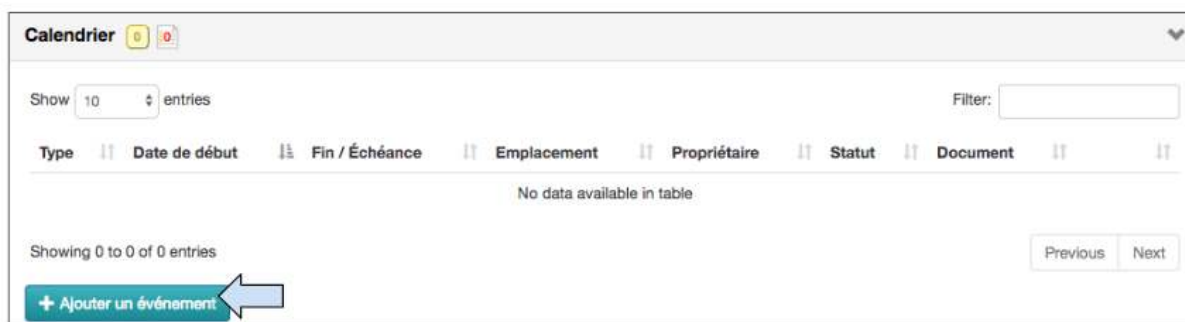 Calendrier 0 0
Show 10 entries Filter:
Type Date de début Fin / Échéance Emplacement Propriétaire Statut Document
No data available in table
Showing 0 to 0 of 0 entries Previous Next
+ Ajouter un événement